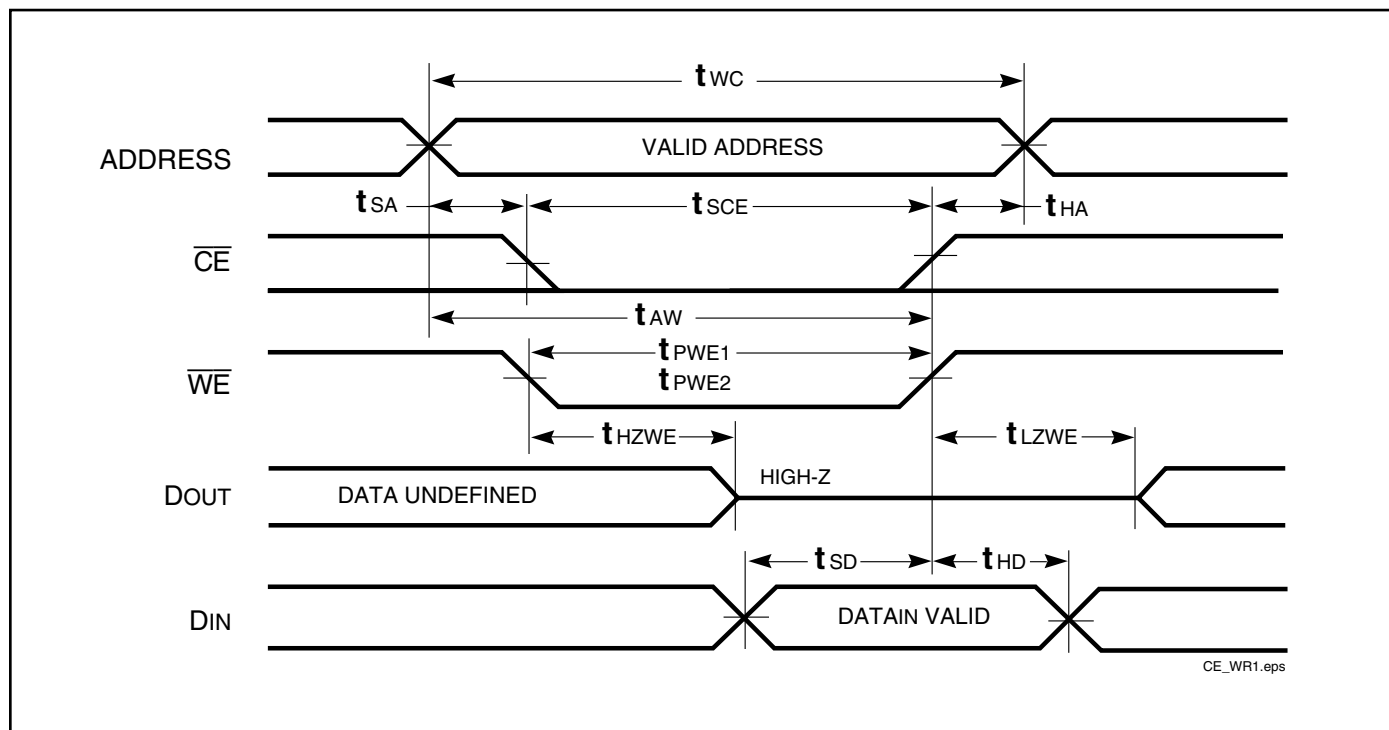 tWC
ADDRESS
VALID ADDRESS
tSA
tSCE
tHA
CE
tAW
WE
tPWE1
tPWE2
tHZWE
tLZWE
DOUT
DATA UNDEFINED
HIGH-Z
tSD
tHD
DIN
DATAIN VALID
CE_WR1.eps